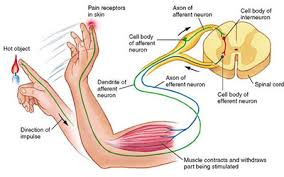 Pain receptors
in skin
Axon of
afferent neuron
Cell body of
interneuron
Cell body
of afferent
neuron
Hot object
Dendrite of
afferent
neuron
Axon of
efferent neuron
Spinal cord
Cell body of
efferent neuron
Direction of
impulse
Muscle contracts and withdraws
part being stimulated